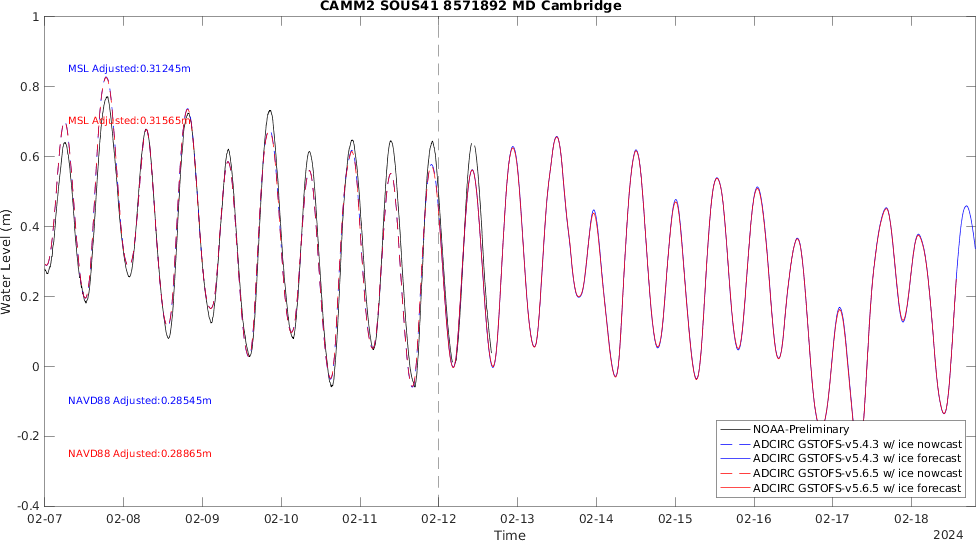 CAMM2 SOUS41 8571892 MD Cambridge
1
MSL Adjusted:0.31245m
0.8
MSL Adjusted:0.31565m
0.6
0.4
Water Level (m)
0.2
0
NAVD88 Adjusted:0.28545m
-0.2
NOAA-Preliminary
ADCIRC GSTOFS-v5.4.3 w/ ice nowcast
NAVD88 Adjusted:0.28865m
ADCIRC GSTOFS-v5.4.3 w/ ice forecast
ADCIRC GSTOFS-v5.6.5 w/ ice nowcast
ADCIRC GSTOFS-v5.6.5 w/ ice forecast
-0.4
02-07 02-08 02-09 02-10 02-11 02-12 02-13 02-14 02-15 02-16 02-17 02-18
Time
2024